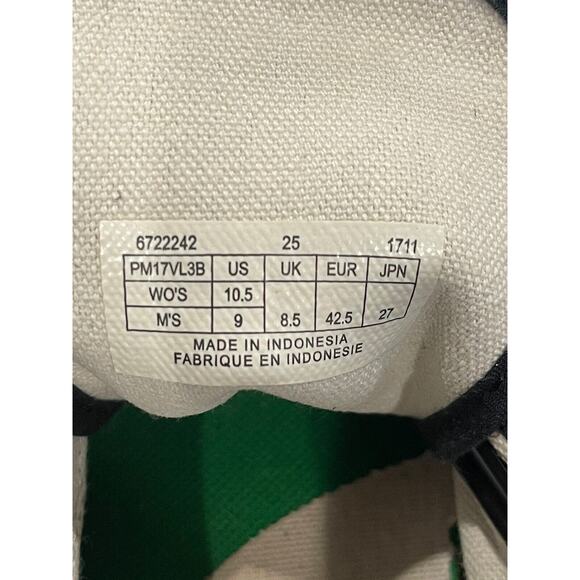 6722242 25 1711
PM17VL3B US UK EUR JPN
WO'S 10.5
M'S 9 8.5 42.5 27
MADE IN INDONESIA
FABRIQUE EN INDONESIE